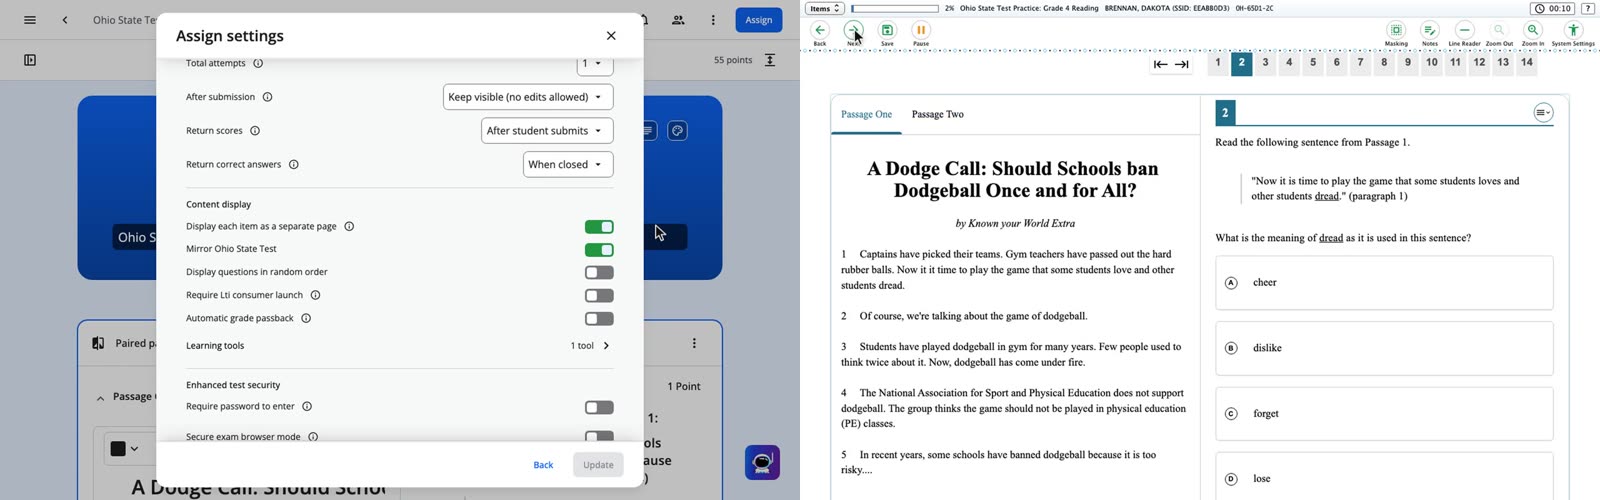 Ohio State Te
Assign
55 points
Assign settings
Total attempts
1
After submission
Keep visible (no edits allowed)
Return scores
After student submits
Return correct answers
When closed
Content display
Display each item as a separate page
Mirror Ohio State Test
Display questions in random order
Require Lti consumer launch
Automatic grade passback
Learning tools
1 tool
Enhanced test security
Require password to enter
Secure exam browser mode
Back
Update
Ohio S
Paired pa
1 Point
Passage
1:
ols
ause
)
A Dodge Call: Should School
Items
2% Ohio State Test Practice: Grade 4 Reading BRENNAN, DAKOTA (SSID: EEABB0D3) OH-65D1-2C
00:10
?
Back
Next
Save
Pause
Masking
Notes
Line Reader
Zoom Out
Zoom In
System Settings
1 2 3 4 5 6 7 8 9 10 11 12 13 14
Passage One
Passage Two
A Dodge Call: Should Schools ban
Dodgeball Once and for All?
by Known your World Extra
1 Captains have picked their teams. Gym teachers have passed out the hard
rubber balls. Now it it time to play the game that some students love and other
students dread.
2 Of course, we're talking about the game of dodgeball.
3 Students have played dodgeball in gym for many years. Few people used to
think twice about it. Now, dodgeball has come under fire.
4 The National Association for Sport and Physical Education does not support
dodgeball. The group thinks the game should not be played in physical education
(PE) classes.
5 In recent years, some schools have banned dodgeball because it is too
risky....
2
Read the following sentence from Passage 1.
"Now it is time to play the game that some students loves and
other students dread." (paragraph 1)
What is the meaning of dread as it is used in this sentence?
A cheer
B dislike
C forget
D lose